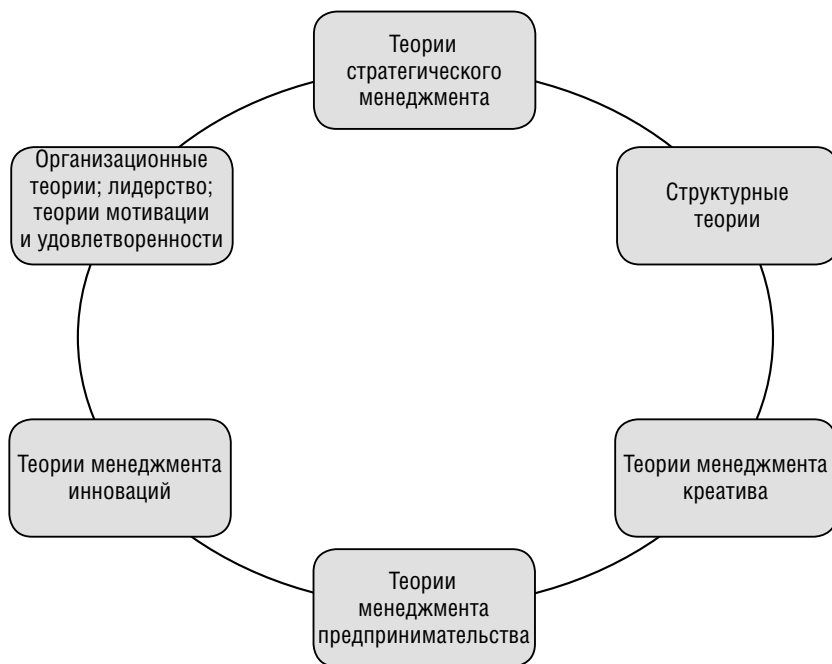 Теории
стратегического
менеджмента
Организационные
теории; лидерство;
теории мотивации
и удовлетворенности
Структурные
теории
Теории менеджмента
инноваций
Теории менеджмента
креатива
Теории
менеджмента
предпринимательства